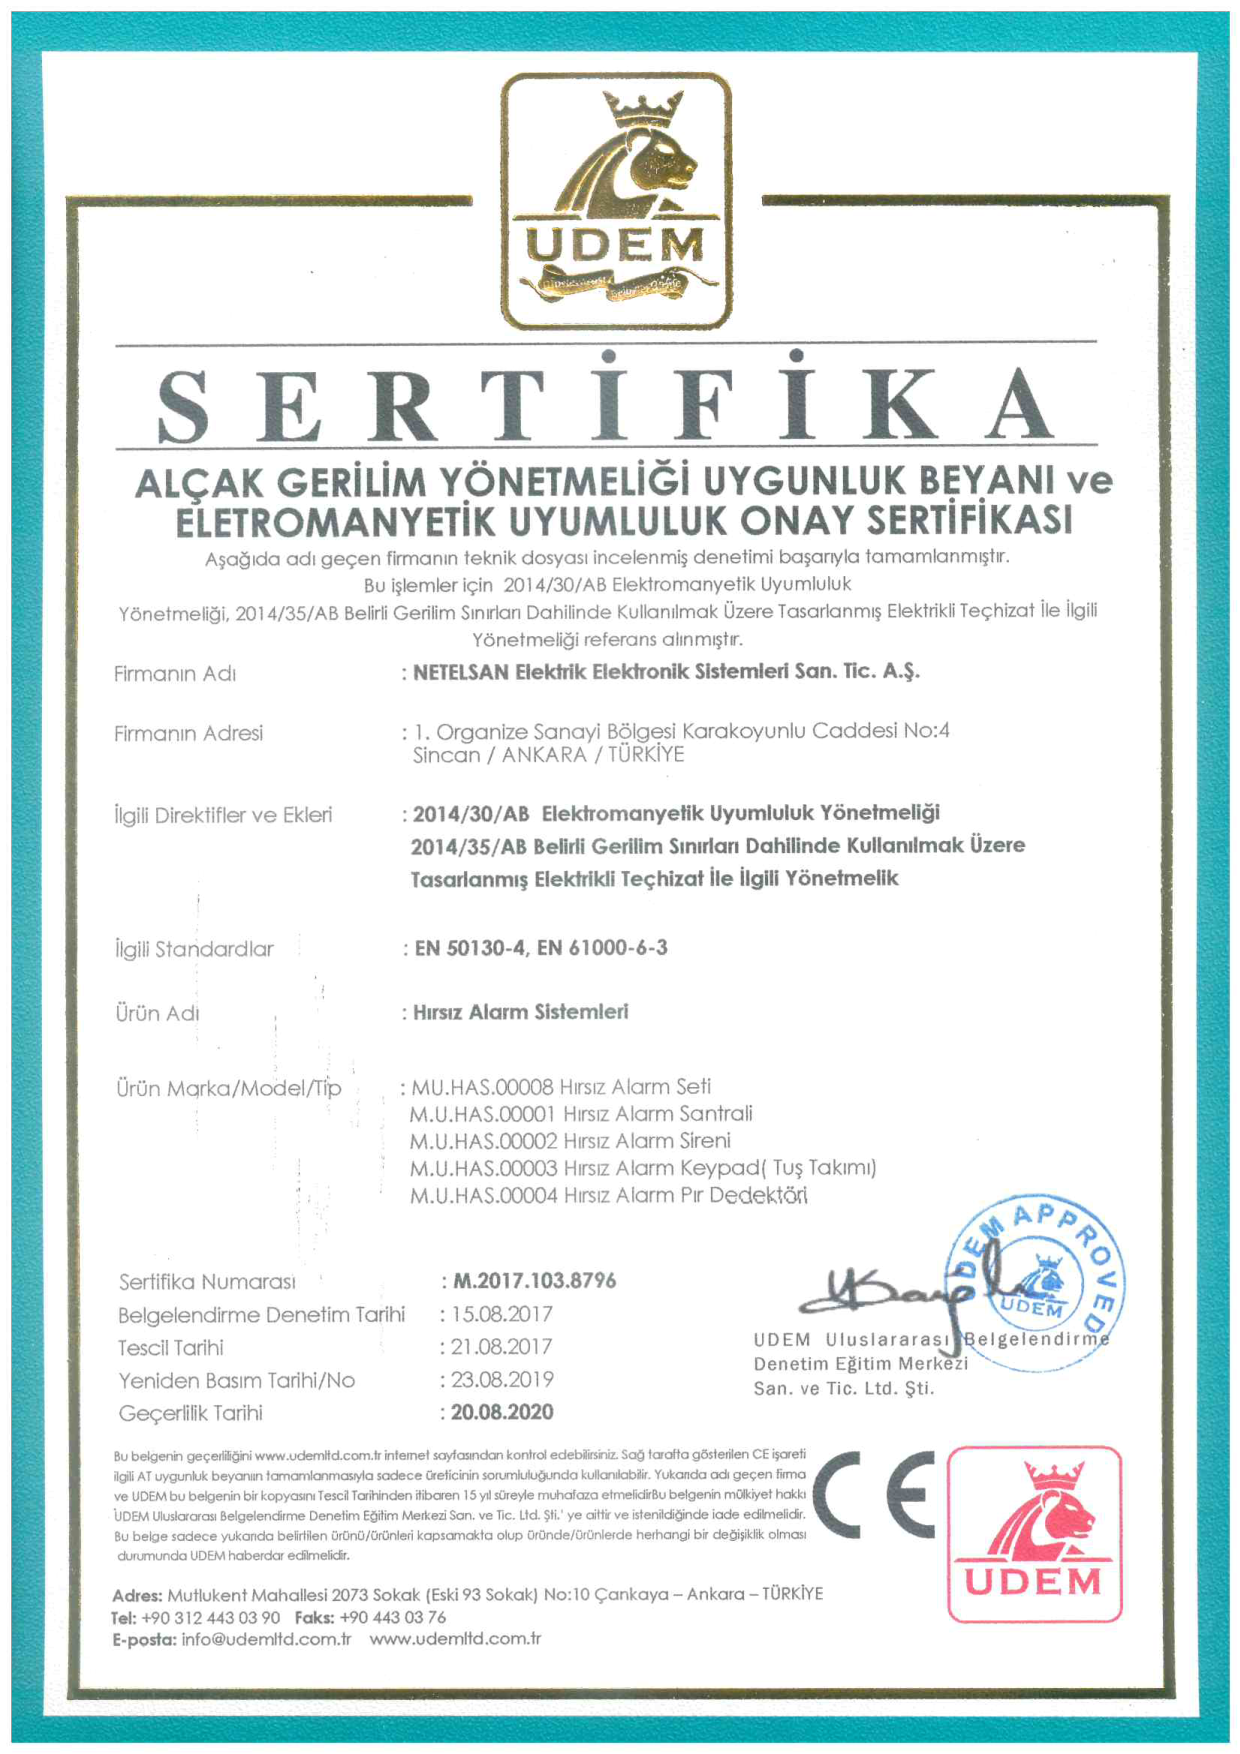 UDEM
SERTİFİKA
ALÇAK GERİLİM YÖNETMELİĞİ UYGUNLUK BEYANI ve
ELETROMANYETİK UYUMLULUK ONAY SERTİFİKASI
Aşağıda adı geçen firmanın teknik dosyası incelenmiş denetimi başarıyla tamamlanmıştır.
Bu işlemler için 2014/30/AB Elektromanyetik Uyumluluk
Yönetmeliği, 2014/35/AB Belirli Gerilim Sınırları Dahilinde Kullanılmak Üzere Tasarlanmış Elektrikli Teçhizat İle İlgili
Yönetmeliği referans alınmıştır.
Firmanın Adı : NETELSAN Elektrik Elektronik Sistemleri San. Tic. A.Ş.
Firmanın Adresi : 1. Organize Sanayi Bölgesi Karakoyunlu Caddesi No:4
Sincan / ANKARA / TÜRKİYE
İlgili Direktifler ve Ekleri : 2014/30/AB Elektromanyetik Uyumluluk Yönetmeliği
2014/35/AB Belirli Gerilim Sınırları Dahilinde Kullanılmak Üzere
Tasarlanmış Elektrikli Teçhizat İle İlgili Yönetmelik
İlgili Standardlar : EN 50130-4, EN 61000-6-3
Ürün Adı : Hırsız Alarm Sistemleri
Ürün Marka/Model/Tip : MU.HAS.00008 Hırsız Alarm Seti
M.U.HAS.00001 Hırsız Alarm Santrali
M.U.HAS.00002 Hırsız Alarm Sireni
M.U.HAS.00003 Hırsız Alarm Keypad( Tuş Takımı)
M.U.HAS.00004 Hırsız Alarm Pır Dedektöri
Sertifika Numarası : M.2017.103.8796
Belgelendirme Denetim Tarihi : 15.08.2017
Tescil Tarihi : 21.08.2017
Yeniden Basım Tarihi/No : 23.08.2019
Geçerlilik Tarihi : 20.08.2020
UDEM APPROVED
UDEM
UDEM Uluslararası Belgelendirme
Denetim Eğitim Merkezi
San. ve Tic. Ltd. Şti.
Bu belgenin geçerliliğini www.udemltd.com.tr internet sayfasından kontrol edebilirsiniz. Sağ tarafta gösterilen CE işareti
ilgili AT uygunluk beyanın tamamlanmasıyla sadece üreticinin sorumluluğunda kullanılabilir. Yukarıda adı geçen firma
ve UDEM bu belgenin bir kopyasını Tescil Tarihinden itibaren 15 yıl süreyle muhafaza etmelidirBu belgenin mülkiyet hakkı
UDEM Uluslararası Belgelendirme Denetim Eğitim Merkezi San. ve Tic. Ltd. Şti.' ye aittir ve istenildiğinde iade edilmelidir.
Bu belge sadece yukarıda belirtilen ürünü/ürünleri kapsamakta olup üründe/ürünlerde herhangi bir değişiklik olması
durumunda UDEM haberdar edilmelidir.
CE
UDEM
Adres: Mutlukent Mahallesi 2073 Sokak (Eski 93 Sokak) No:10 Çankaya – Ankara – TÜRKİYE
Tel: +90 312 443 03 90 Faks: +90 443 03 76
E-posta: info@udemltd.com.tr www.udemltd.com.tr